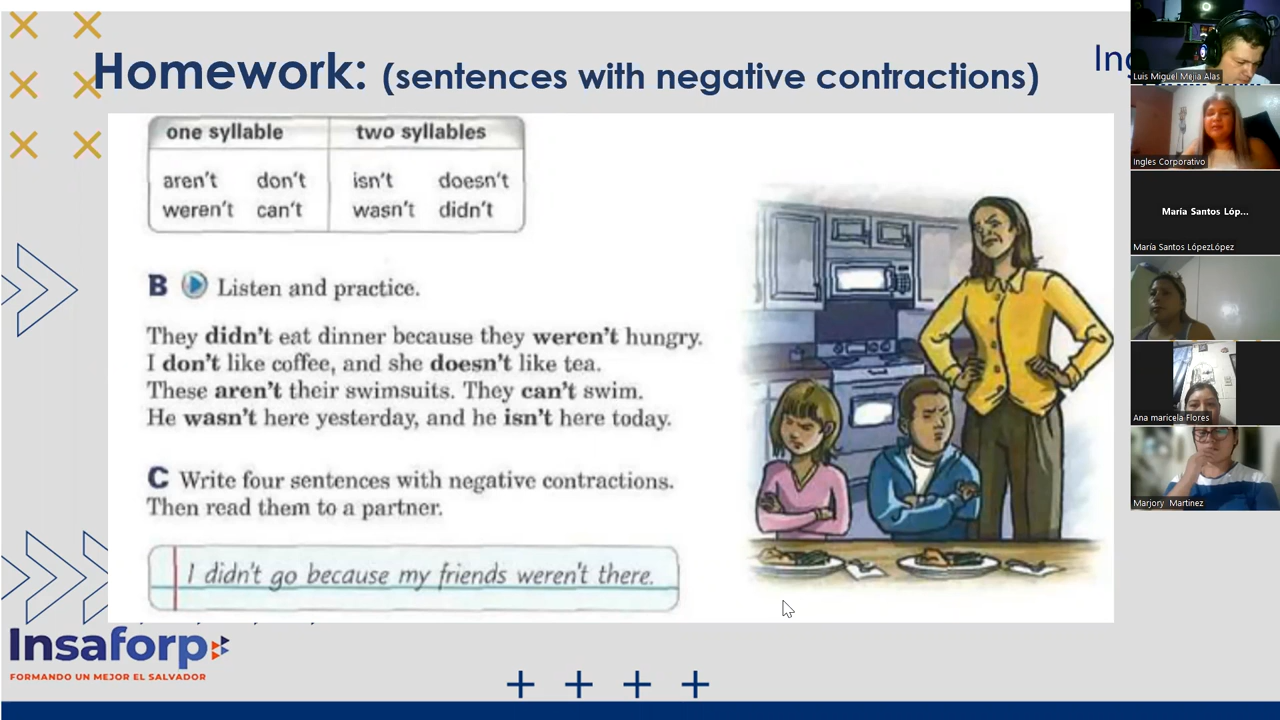 Homework: (sentences with negative contractions)
one syllable two syllables
aren't don't isn't doesn't
weren't can't wasn't didn't
B Listen and practice.
They didn't eat dinner because they weren't hungry.
I don't like coffee, and she doesn't like tea.
These aren't their swimsuits. They can't swim.
He wasn't here yesterday, and he isn't here today.
C Write four sentences with negative contractions.
Then read them to a partner.
I didn't go because my friends weren't there.
Insaforp
FORMANDO UN MEJOR EL SALVADOR
Luis Miguel Mejia Alas
Ingles Corporativo
María Santos Lóp...
María Santos LópezLópez
Ana maricela Flores
Marjory Martinez